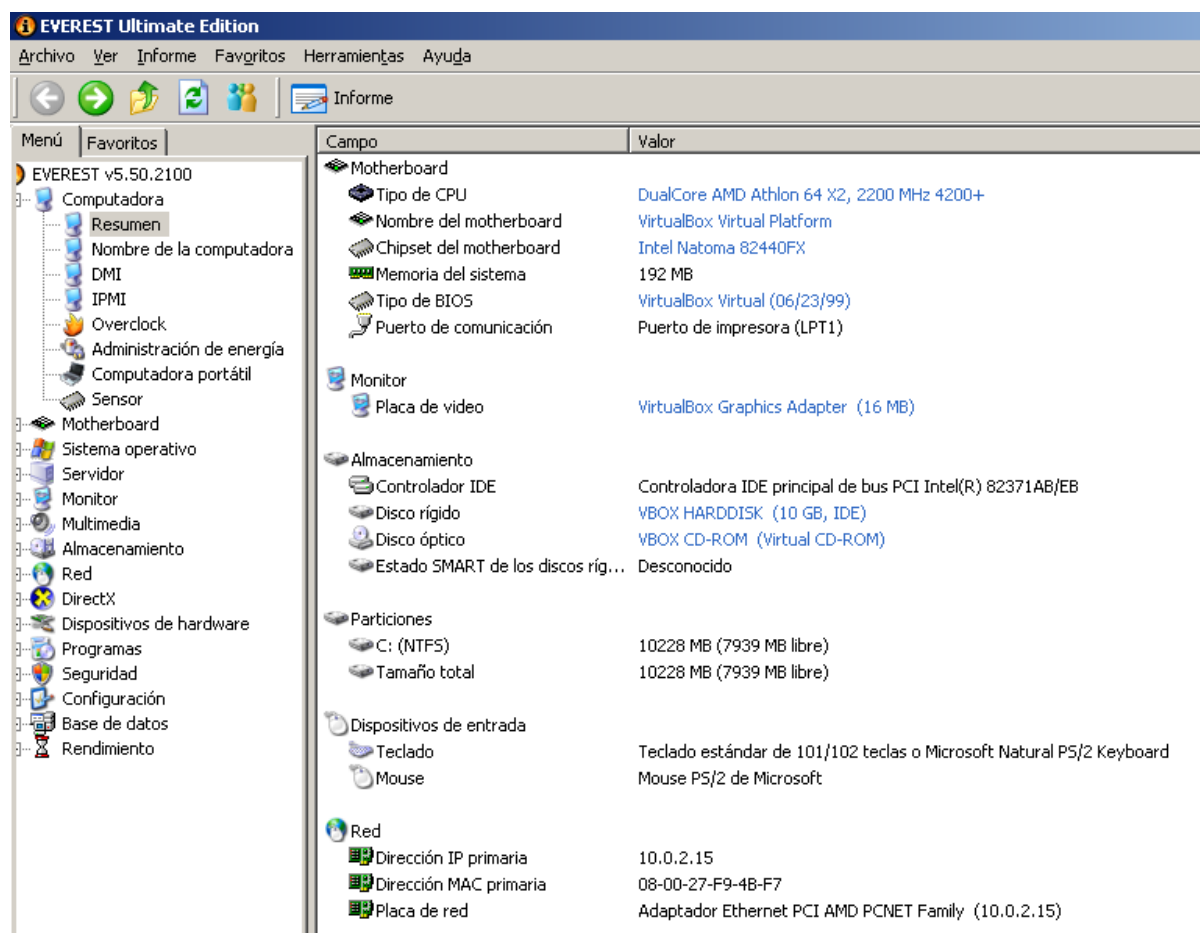 EVEREST Ultimate Edition
Archivo Ver Informe Favoritos Herramientas Ayuda
Informe
Menú Favoritos
EVEREST v5.50.2100
Computadora
Resumen
Nombre de la computadora
DMI
IPMI
Overclock
Administración de energía
Computadora portátil
Sensor
Motherboard
Sistema operativo
Servidor
Monitor
Multimedia
Almacenamiento
Red
DirectX
Dispositivos de hardware
Programas
Seguridad
Configuración
Base de datos
Rendimiento
Campo Valor
Motherboard
Tipo de CPU DualCore AMD Athlon 64 X2, 2200 MHz 4200+
Nombre del motherboard VirtualBox Virtual Platform
Chipset del motherboard Intel Natoma 82440FX
Memoria del sistema 192 MB
Tipo de BIOS VirtualBox Virtual (06/23/99)
Puerto de comunicación Puerto de impresora (LPT1)
Monitor
Placa de video VirtualBox Graphics Adapter (16 MB)
Almacenamiento
Controlador IDE Controladora IDE principal de bus PCI Intel(R) 82371AB/EB
Disco rígido VBOX HARDDISK (10 GB, IDE)
Disco óptico VBOX CD-ROM (Virtual CD-ROM)
Estado SMART de los discos ríg... Desconocido
Particiones
C: (NTFS) 10228 MB (7939 MB libre)
Tamaño total 10228 MB (7939 MB libre)
Dispositivos de entrada
Teclado Teclado estándar de 101/102 teclas o Microsoft Natural PS/2 Keyboard
Mouse Mouse PS/2 de Microsoft
Red
Dirección IP primaria 10.0.2.15
Dirección MAC primaria 08-00-27-F9-4B-F7
Placa de red Adaptador Ethernet PCI AMD PCNET Family (10.0.2.15)